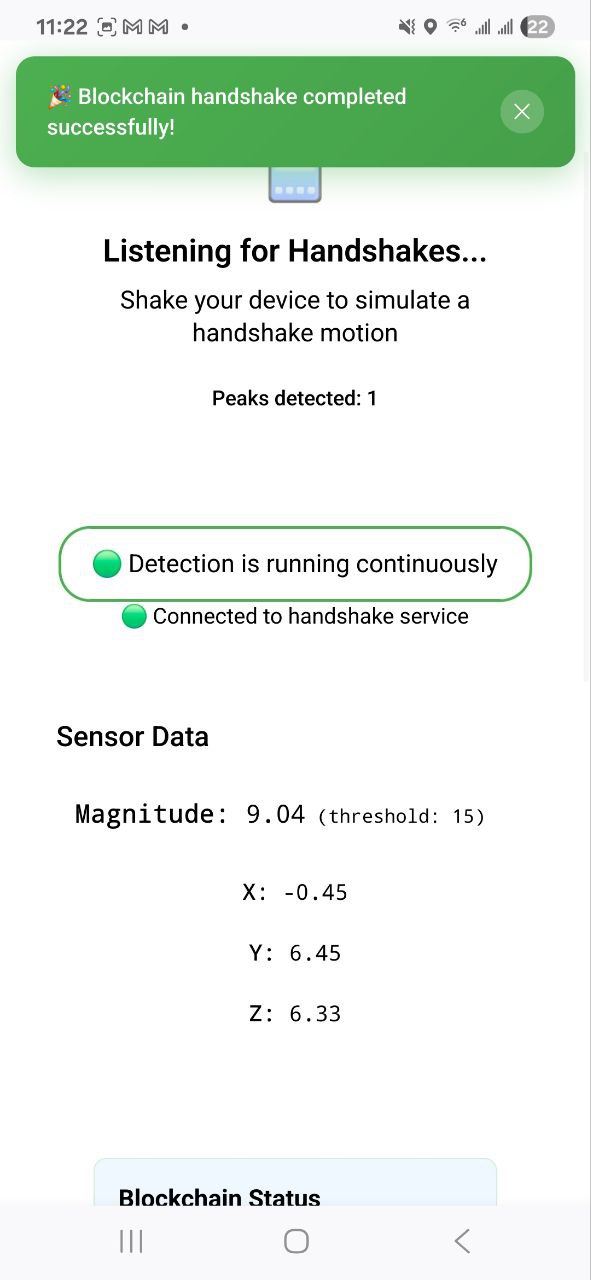 11:22
22
🎉 Blockchain handshake completed
successfully!
Listening for Handshakes...
Shake your device to simulate a
handshake motion
Peaks detected: 1
Detection is running continuously
Connected to handshake service
Sensor Data
Magnitude: 9.04 (threshold: 15)
X: -0.45
Y: 6.45
Z: 6.33
Blockchain Status